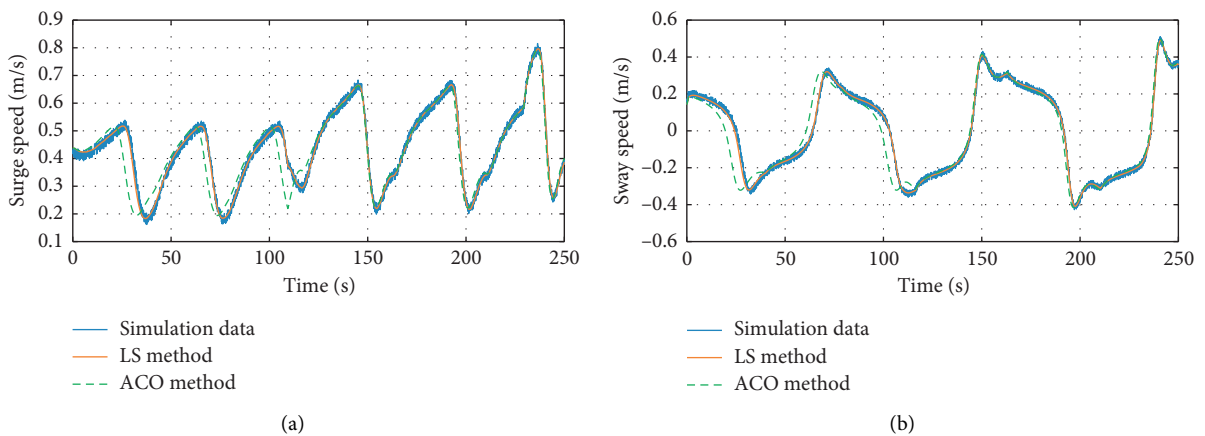 0.9
0.8
0.7
0.6
0.5
0.4
0.3
0.2
0.1
Surge speed (m/s)
0 50 100 150 200 250
Time (s)
Simulation data
LS method
ACO method
(a)
0.6
0.4
0.2
0
−0.2
−0.4
−0.6
Sway speed (m/s)
0 50 100 150 200 250
Time (s)
Simulation data
LS method
ACO method
(b)